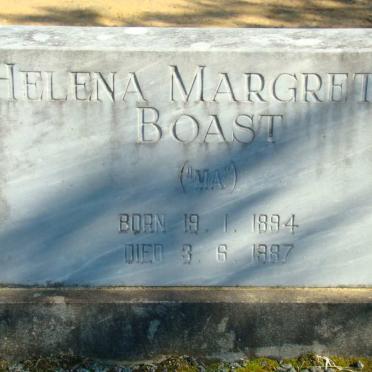 HELENA MARGRET
BOAST
("MA")
BORN 19. 1. 1894
DIED 3. 6. 1987